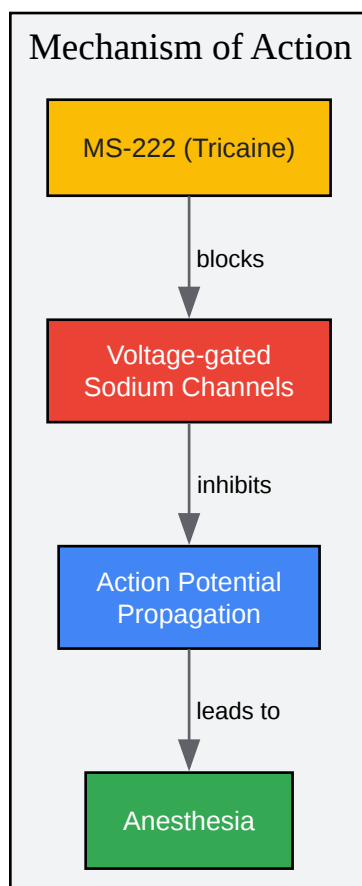 Mechanism of Action
MS-222 (Tricaine)
blocks
Voltage-gated
Sodium Channels
inhibits
Action Potential
Propagation
leads to
Anesthesia